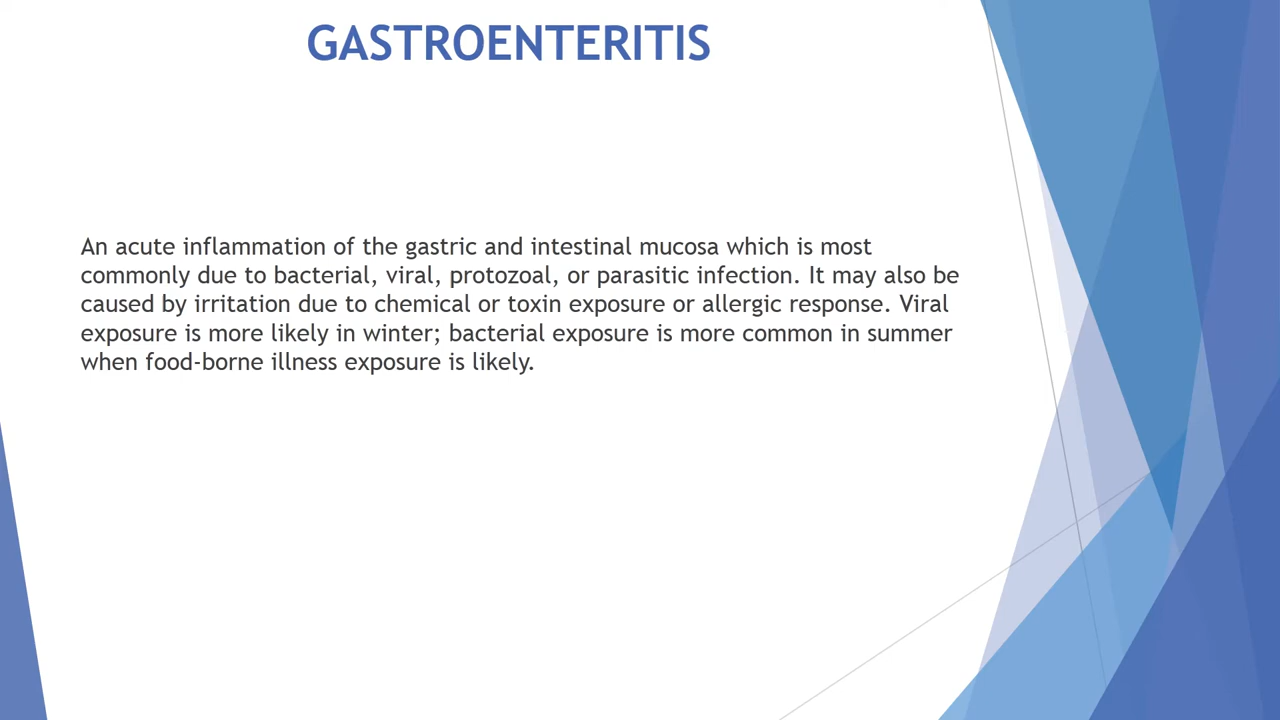 GASTROENTERITIS
An acute inflammation of the gastric and intestinal mucosa which is most
commonly due to bacterial, viral, protozoal, or parasitic infection. It may also be
caused by irritation due to chemical or toxin exposure or allergic response. Viral
exposure is more likely in winter; bacterial exposure is more common in summer
when food-borne illness exposure is likely.